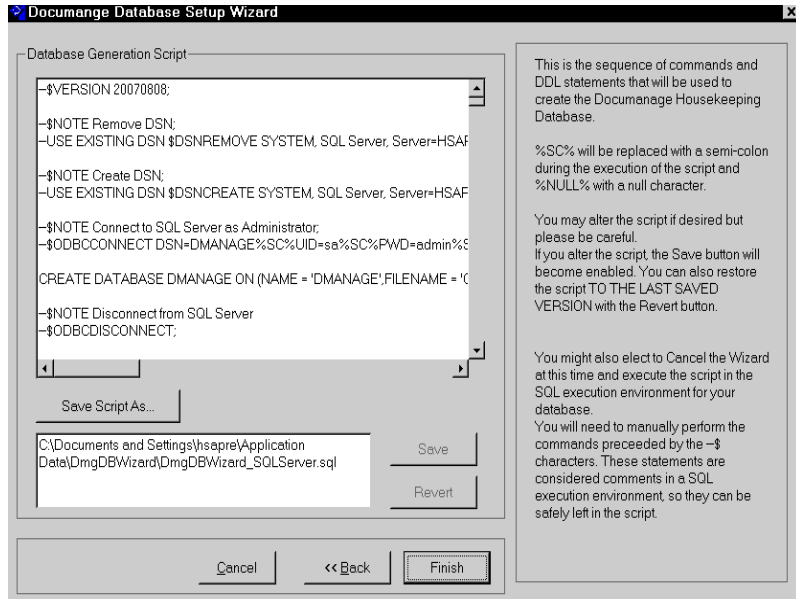 Documange Database Setup Wizard
Database Generation Script
–$VERSION 20070808;
–$NOTE Remove DSN;
–USE EXISTING DSN $DSNREMOVE SYSTEM, SQL Server, Server=HSAP
–$NOTE Create DSN;
–USE EXISTING DSN $DSNCREATE SYSTEM, SQL Server, Server=HSAP
–$NOTE Connect to SQL Server as Administrator;
–$ODBCCONNECT DSN=DMANAGE%SC%UID=sa%SC%PWD=admin%S
CREATE DATABASE DMANAGE ON (NAME = 'DMANAGE',FILENAME = 'C
–$NOTE Disconnect from SQL Server
–$ODBCDISCONNECT;
Save Script As...
C:\Documents and Settings\hsapre\Application
Data\DmgDBWizard\DmgDBWizard_SQLServer.sql
Save
Revert
Cancel
<< Back
Finish
This is the sequence of commands and
DDL statements that will be used to
create the Documanage Housekeeping
Database.
%SC% will be replaced with a semi-colon
during the execution of the script and
%NULL% with a null character.
You may alter the script if desired but
please be careful.
If you alter the script, the Save button will
become enabled. You can also restore
the script TO THE LAST SAVED
VERSION with the Revert button.
You might also elect to Cancel the Wizard
at this time and execute the script in the
SQL execution environment for your
database.
You will need to manually perform the
commands preceeded by the –$
characters. These statements are
considered comments in a SQL
execution environment, so they can be
safely left in the script.